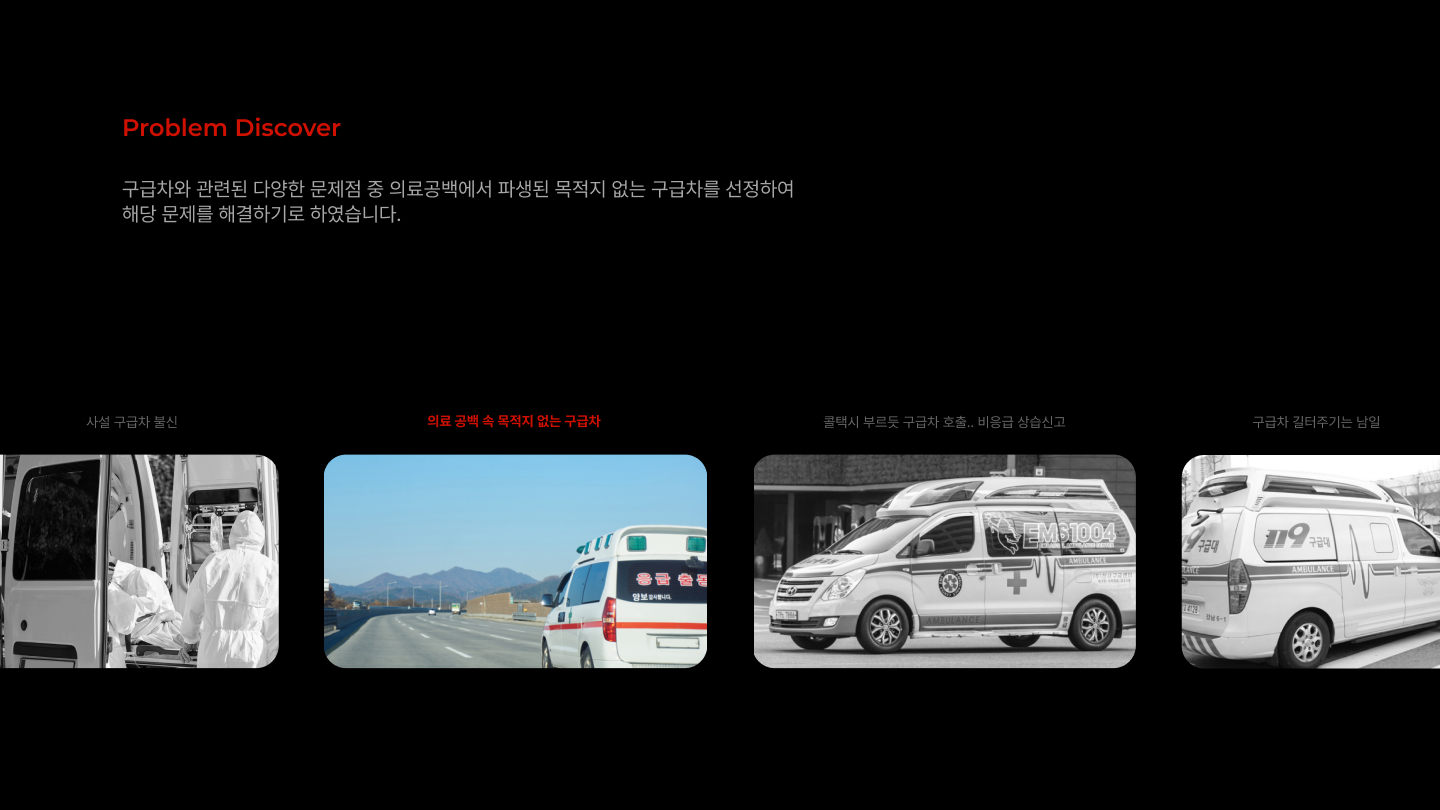 Problem Discover
구급차와 관련된 다양한 문제점 중 의료공백에서 파생된 목적지 없는 구급차를 선정하여
해당 문제를 해결하기로 하였습니다.
사설 구급차 불신
의료 공백 속 목적지 없는 구급차
콜택시 부르듯 구급차 호출.. 비응급 상습신고
구급차 길터주기는 남일
응급출동
양보 감사합니다.
EMS1004
AMBULANCE
AMBULANCE
119 구급대
119 구급대
AMBULANCE